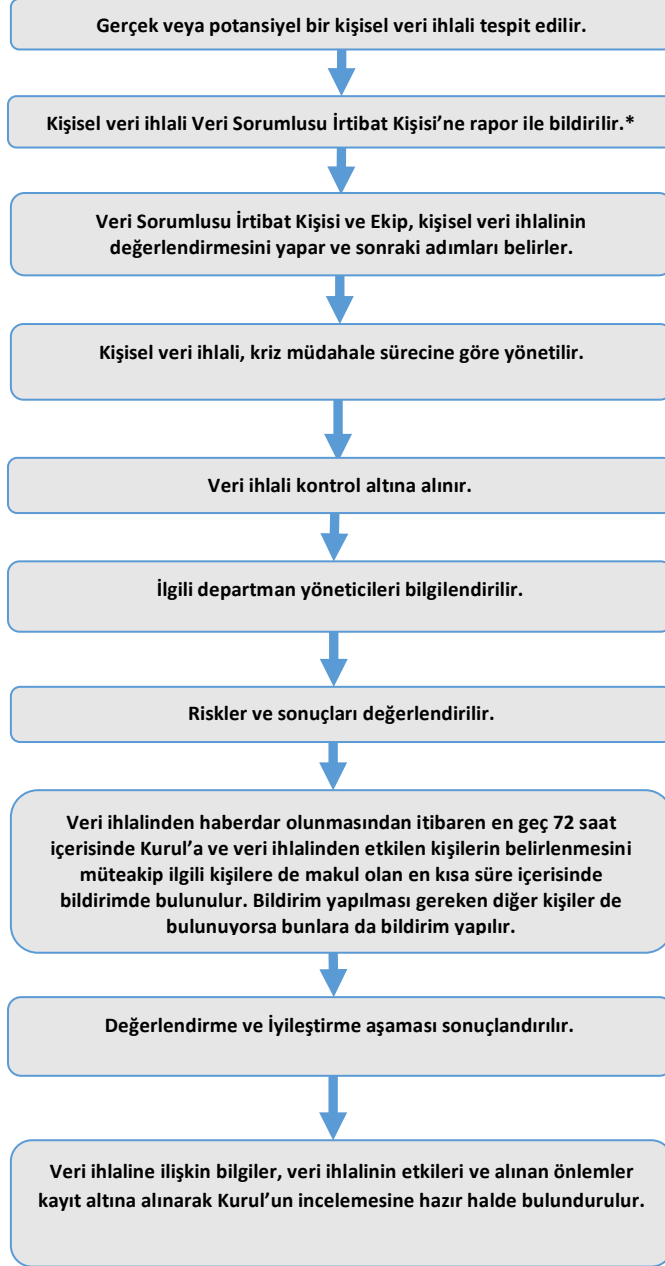 Gerçek veya potansiyel bir kişisel veri ihlali tespit edilir.
Kişisel veri ihlali Veri Sorumlusu İrtibat Kişisi’ne rapor ile bildirilir.*
Veri Sorumlusu İrtibat Kişisi ve Ekip, kişisel veri ihlalinin
değerlendirmesini yapar ve sonraki adımları belirler.
Kişisel veri ihlali, kriz müdahale sürecine göre yönetilir.
Veri ihlali kontrol altına alınır.
İlgili departman yöneticileri bilgilendirilir.
Riskler ve sonuçları değerlendirilir.
Veri ihlalinden haberdar olunmasından itibaren en geç 72 saat
içerisinde Kurul’a ve veri ihlalinden etkilen kişilerin belirlenmesini
müteakip ilgili kişilere de makul olan en kısa süre içerisinde
bildirimde bulunulur. Bildirim yapılması gereken diğer kişiler de
bulunuyorsa bunlara da bildirim yapılır.
Değerlendirme ve İyileştirme aşaması sonuçlandırılır.
Veri ihlaline ilişkin bilgiler, veri ihlalinin etkileri ve alınan önlemler
kayıt altına alınarak Kurul’un incelemesine hazır halde bulundurulur.